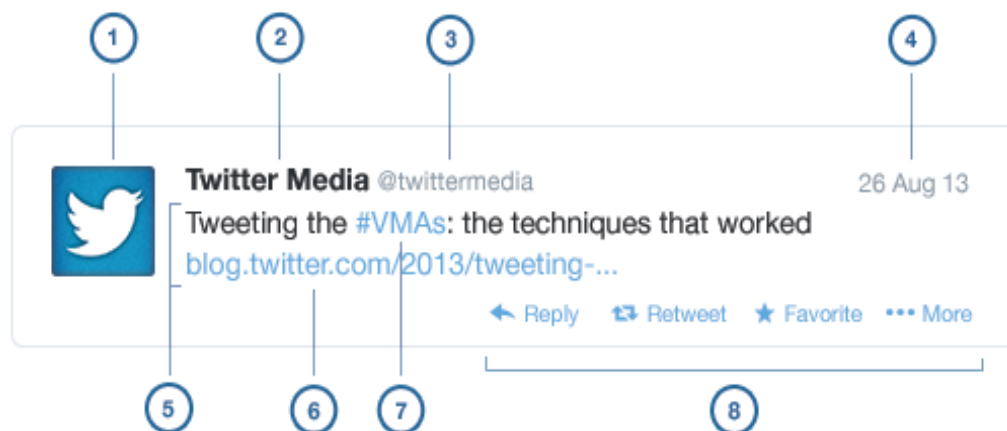 1 2 3 4
Twitter Media @twittermedia 26 Aug 13
Tweeting the #VMAs: the techniques that worked
blog.twitter.com/2013/tweeting-...
Reply Retweet Favorite More
5 6 7 8